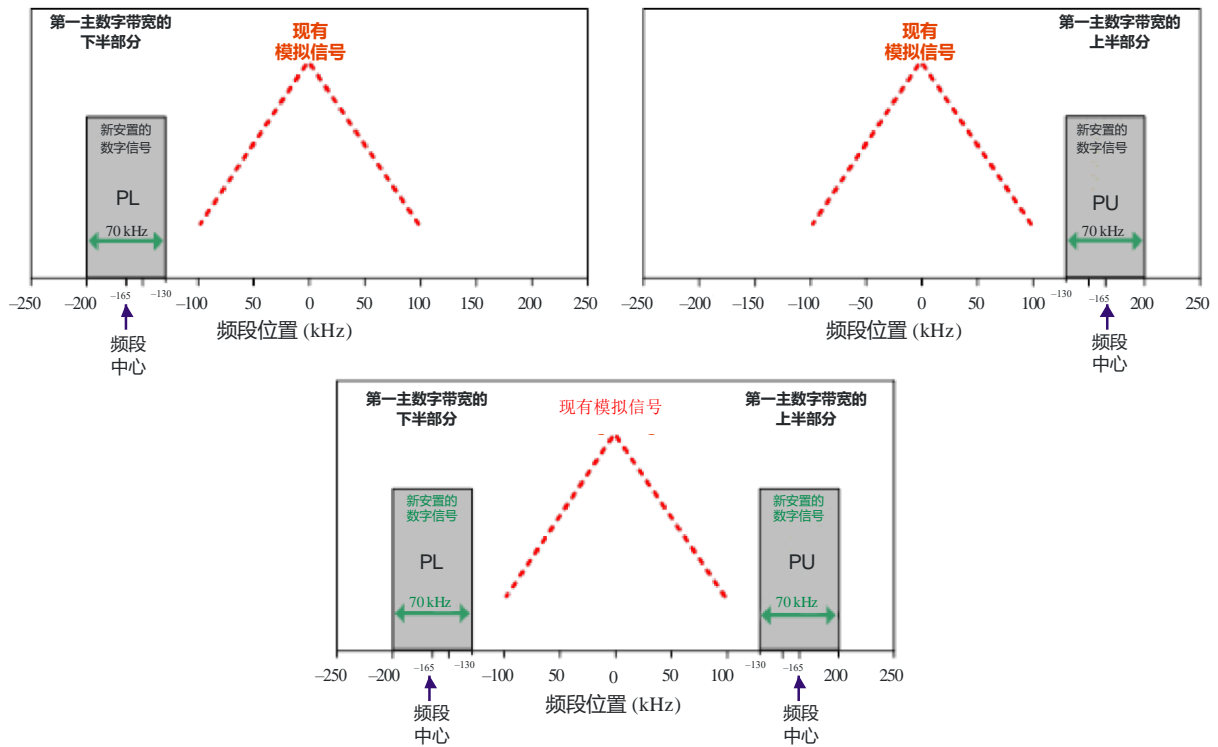 第一主数字带宽的
下半部分
现有
模拟信号
新安置的
数字信号
PL
70 kHz
–250
–200
–165
–130
–100
50
0
50
100
150
200
250
频段位置 (kHz)
频段
中心
现有
模拟信号
第一主数字带宽的
上半部分
新安置的
数字信号
PU
70 kHz
–250
–200
–150
–100
–50
0
50
100
–130
–165
200
250
频段位置 (kHz)
频段
中心
第一主数字带宽的
下半部分
现有模拟信号
第一主数字带宽的
上半部分
新安置的
数字信号
PL
70 kHz
新安置的
数字信号
PU
70 kHz
–250
–200
–165
–130
–100
50
0
50
100
–130
–165
200
250
频段位置 (kHz)
频段
中心
频段
中心